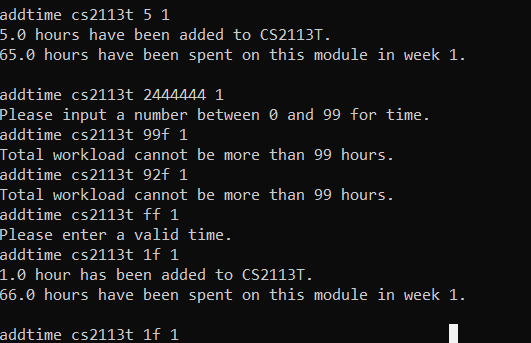 addtime cs2113t 5 1
5.0 hours have been added to CS2113T.
65.0 hours have been spent on this module in week 1.
addtime cs2113t 2444444 1
Please input a number between 0 and 99 for time.
addtime cs2113t 99f 1
Total workload cannot be more than 99 hours.
addtime cs2113t 92f 1
Total workload cannot be more than 99 hours.
addtime cs2113t ff 1
Please enter a valid time.
addtime cs2113t 1f 1
1.0 hour has been added to CS2113T.
66.0 hours have been spent on this module in week 1.
addtime cs2113t 1f 1